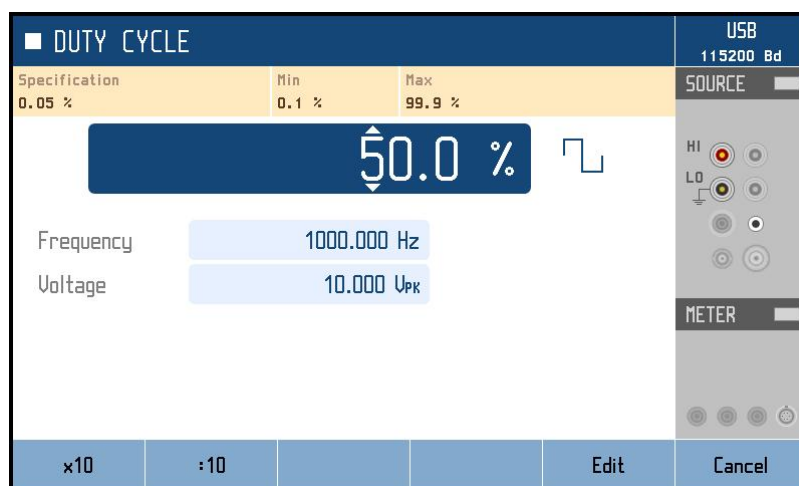 DUTY CYCLE
USB
115200 Bd
Specification
0.05 %
Min
0.1 %
Max
99.9 %
SOURCE
50.0 %
HI
LO
Frequency
1000.000 Hz
Voltage
10.000 VPK
METER
x10
:10
Edit
Cancel